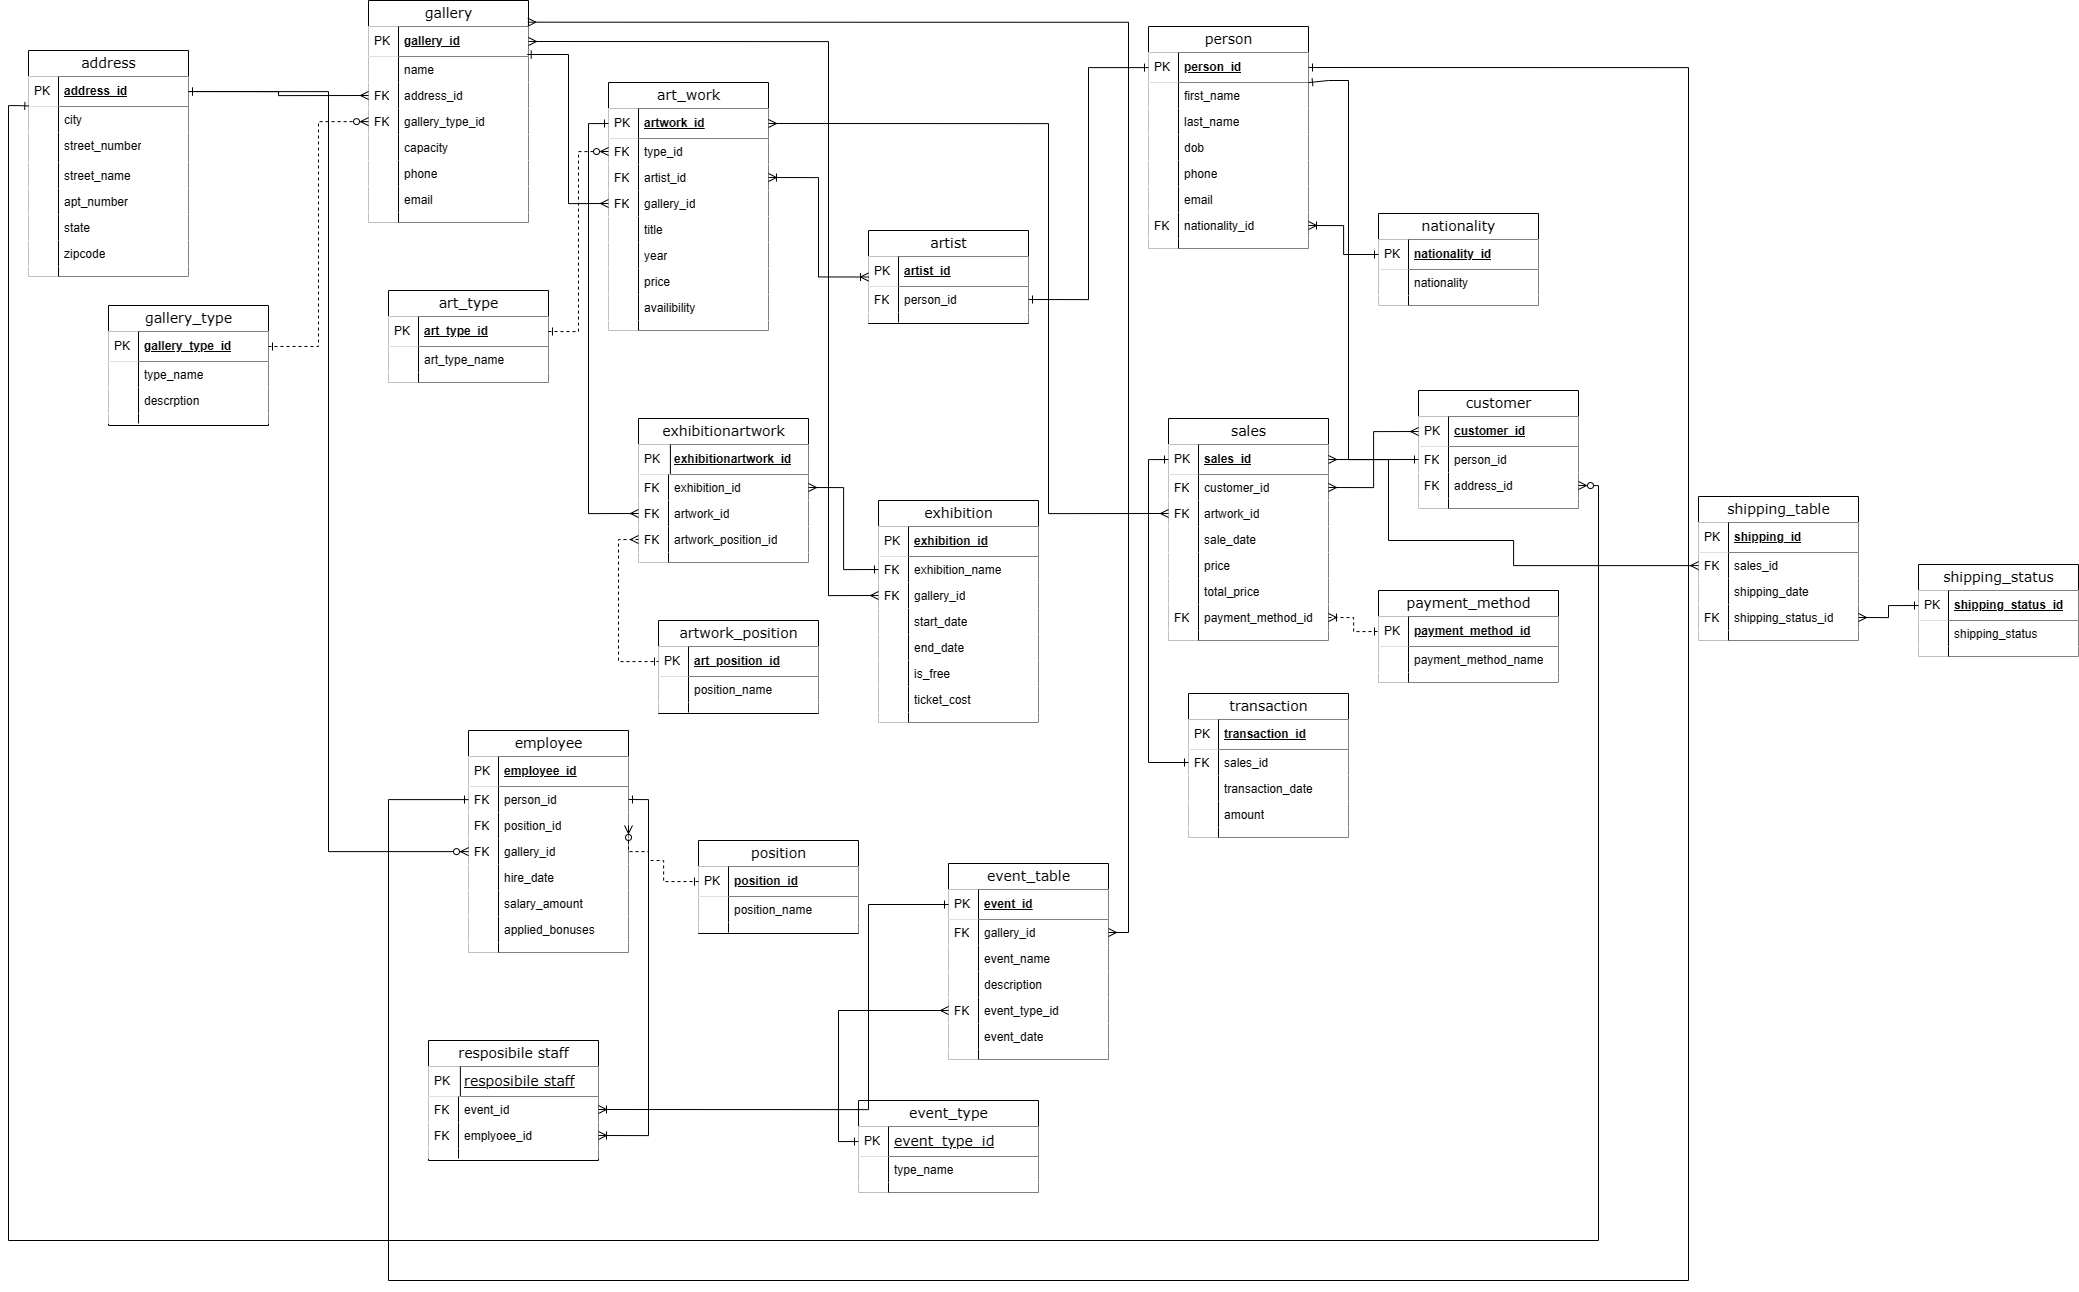 gallery
PK gallery_id
name
FK address_id
FK gallery_type_id
capacity
phone
email
address
PK address_id
city
street_number
street_name
apt_number
state
zipcode
art_work
PK artwork_id
FK type_id
FK artist_id
FK gallery_id
title
year
price
availibility
person
PK person_id
first_name
last_name
dob
phone
email
FK nationality_id
nationality
PK nationality_id
nationality
artist
PK artist_id
FK person_id
gallery_type
PK gallery_type_id
type_name
descrption
art_type
PK art_type_id
art_type_name
exhibitionartwork
PK exhibitionartwork_id
FK exhibition_id
FK artwork_id
FK artwork_position_id
exhibition
PK exhibition_id
FK exhibition_name
FK gallery_id
start_date
end_date
is_free
ticket_cost
sales
PK sales_id
FK customer_id
FK artwork_id
sale_date
price
total_price
FK payment_method_id
customer
PK customer_id
FK person_id
FK address_id
shipping_table
PK shipping_id
FK sales_id
shipping_date
FK shipping_status_id
shipping_status
PK shipping_status_id
shipping_status
payment_method
PK payment_method_id
payment_method_name
artwork_position
PK art_position_id
position_name
transaction
PK transaction_id
FK sales_id
transaction_date
amount
employee
PK employee_id
FK person_id
FK position_id
FK gallery_id
hire_date
salary_amount
applied_bonuses
position
PK position_id
position_name
event_table
PK event_id
FK gallery_id
event_name
description
FK event_type_id
event_date
resposibile staff
PK resposibile staff
FK event_id
FK emplyoee_id
event_type
PK event_type_id
type_name